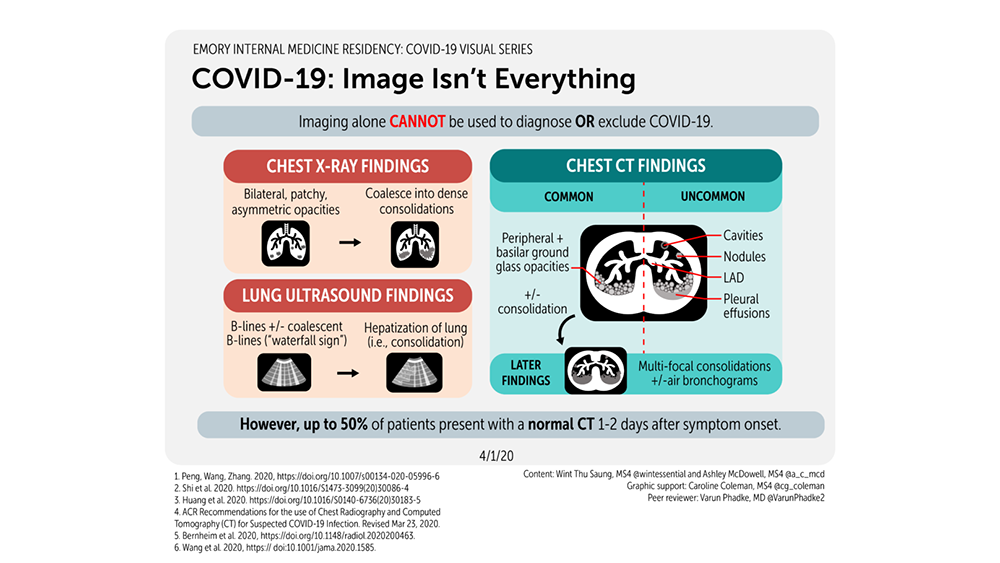 EMORY INTERNAL MEDICINE RESIDENCY: COVID-19 VISUAL SERIES
COVID-19: Image Isn't Everything
Imaging alone CANNOT be used to diagnose OR exclude COVID-19.
CHEST X-RAY FINDINGS
Bilateral, patchy,
asymmetric opacities
Coalesce into dense
consolidations
LUNG ULTRASOUND FINDINGS
B-lines +/- coalescent
B-lines ("waterfall sign")
Hepatization of lung
(i.e., consolidation)
CHEST CT FINDINGS
COMMON
UNCOMMON
Peripheral +
basilar ground
glass opacities
+/-
consolidation
Cavities
Nodules
LAD
Pleural
effusions
LATER
FINDINGS
Multi-focal consolidations
+/-air bronchograms
However, up to 50% of patients present with a normal CT 1-2 days after symptom onset.
4/1/20
1. Peng, Wang, Zhang. 2020, https://doi.org/10.1007/s00134-020-05996-6
2. Shi et al. 2020. https://doi.org/10.1016/S1473-3099(20)30086-4
3. Huang et al. 2020. https://doi.org/10.1016/S0140-6736(20)30183-5
4. ACR Recommendations for the use of Chest Radiography and Computed
Tomography (CT) for Suspected COVID-19 Infection. Revised Mar 23, 2020.
5. Bernheim et al. 2020, https://doi.org/10.1148/radiol.2020200463.
6. Wang et al. 2020, https:// doi:10.1001/jama.2020.1585.
Content: Wint Thu Saung, MS4 @wintessential and Ashley McDowell, MS4 @a_c_mcd
Graphic support: Caroline Coleman, MS4 @cg_coleman
Peer reviewer: Varun Phadke, MD @VarunPhadke2